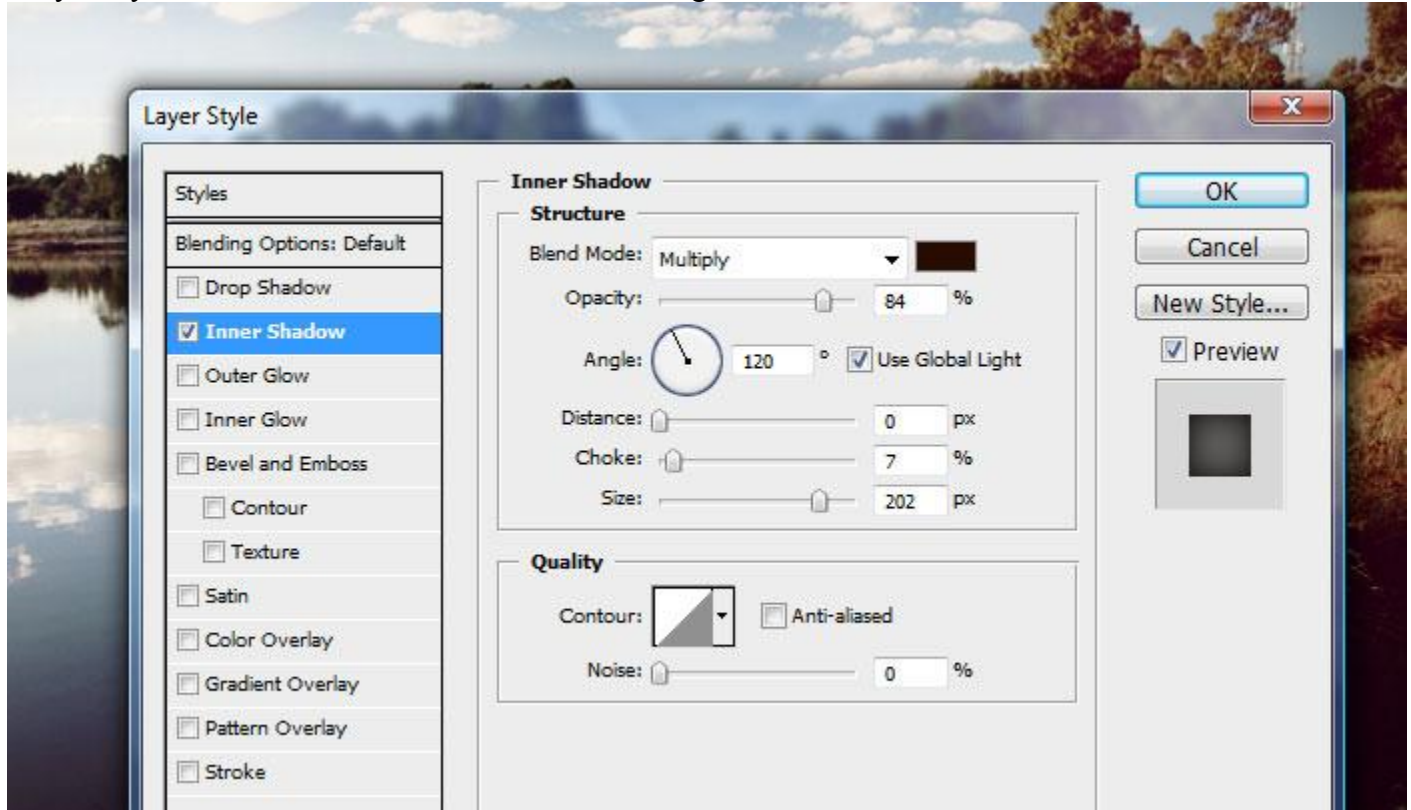 Layer Style
Styles
Blending Options: Default
Drop Shadow
Inner Shadow
Outer Glow
Inner Glow
Bevel and Emboss
Contour
Texture
Satin
Color Overlay
Gradient Overlay
Pattern Overlay
Stroke
Inner Shadow
Structure
Blend Mode: Multiply
Opacity: 84 %
Angle: 120 ° Use Global Light
Distance: 0 px
Choke: 7 %
Size: 202 px
Quality
Contour: Anti-aliased
Noise: 0 %
OK
Cancel
New Style...
Preview